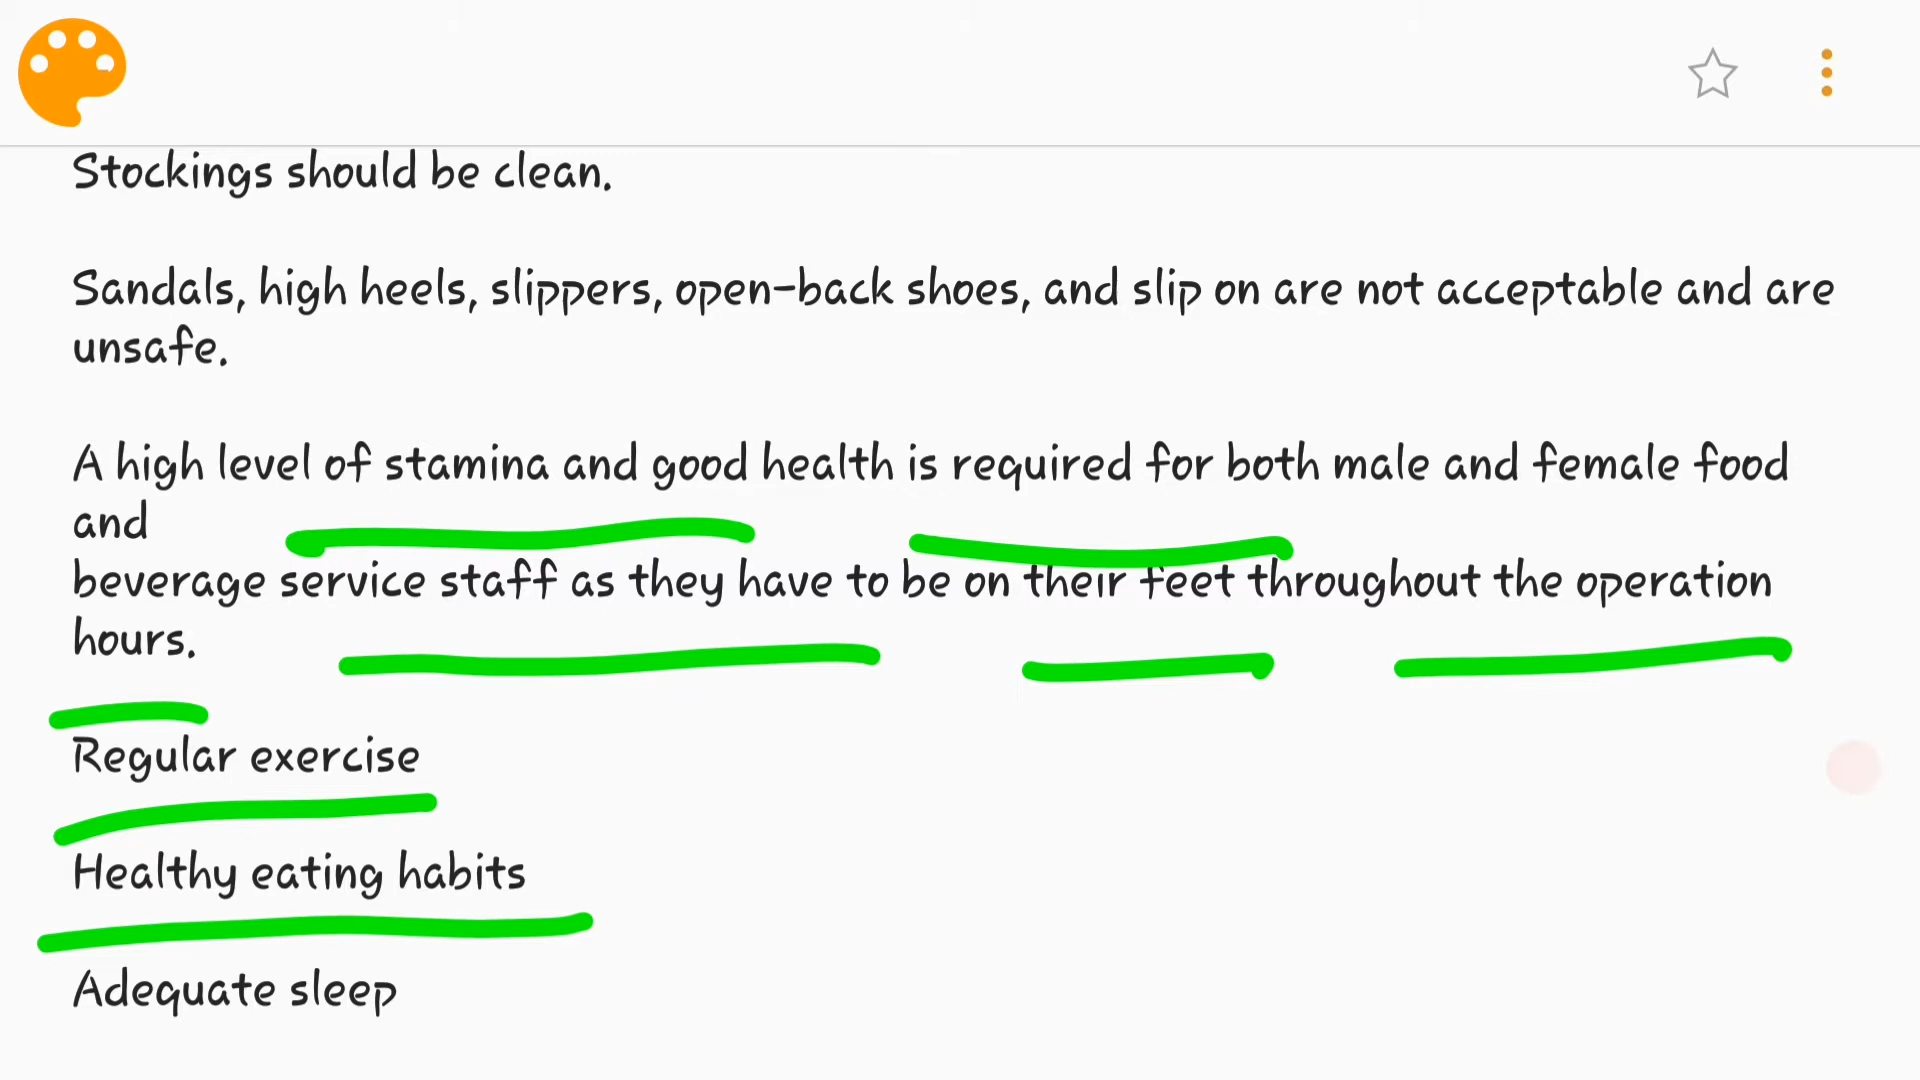 Stockings should be clean.
Sandals, high heels, slippers, open-back shoes, and slip on are not acceptable and are
unsafe.
A high level of stamina and good health is required for both male and female food
and
beverage service staff as they have to be on their feet throughout the operation
hours.
Regular exercise
Healthy eating habits
Adequate sleep